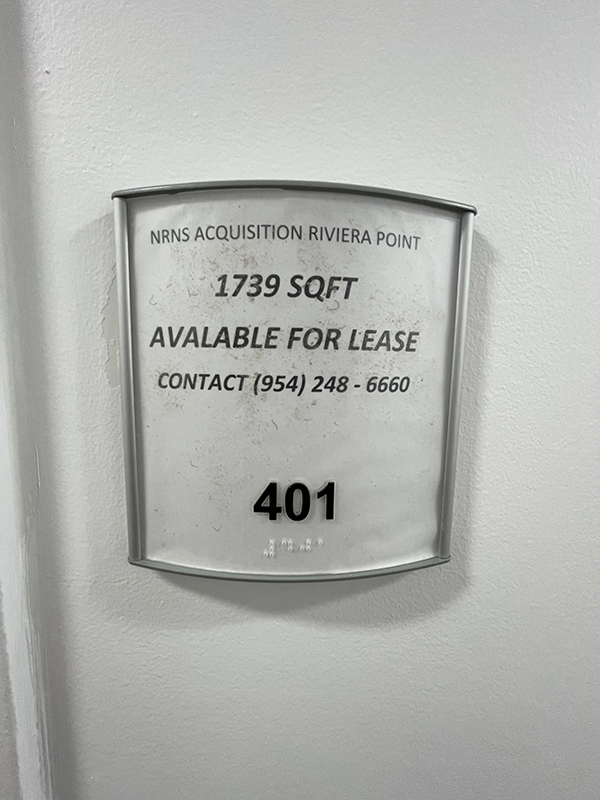 NRNS ACQUISITION RIVIERA POINT
1739 SQFT
AVALABLE FOR LEASE
CONTACT (954) 248 - 6660
401